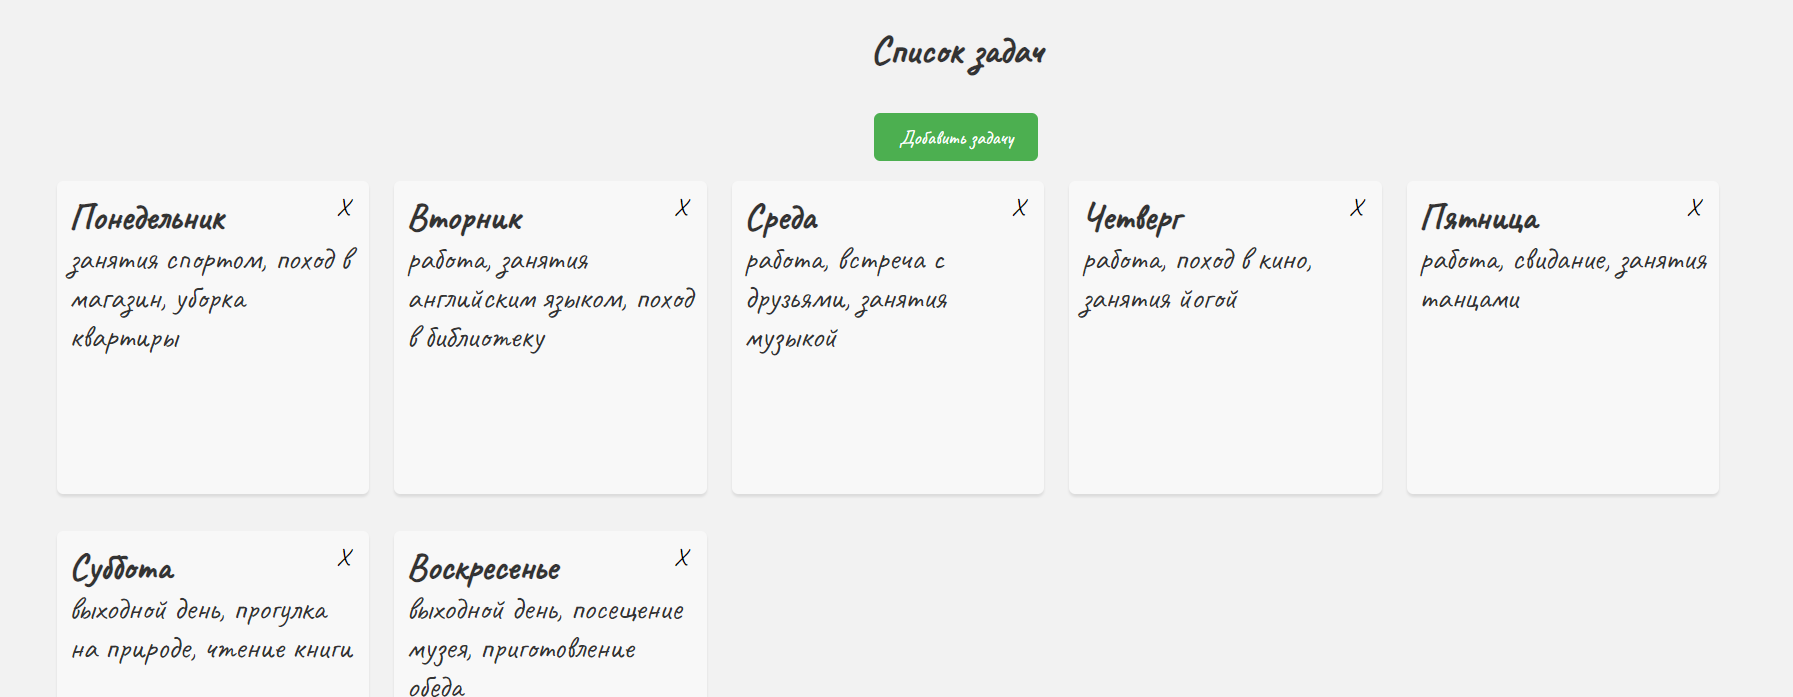 Список задач
Добавить задачу
Понедельник
X
занятия спортом, поход в
магазин, уборка
квартиры
Вторник
X
работа, занятия
английским языком, поход
в библиотеку
Среда
X
работа, встреча с
друзьями, занятия
музыкой
Четверг
X
работа, поход в кино,
занятия йогой
Пятница
X
работа, свидание, занятия
танцами
Суббота
X
выходной день, прогулка
на природе, чтение книги
Воскресенье
X
выходной день, посещение
музея, приготовление
обеда